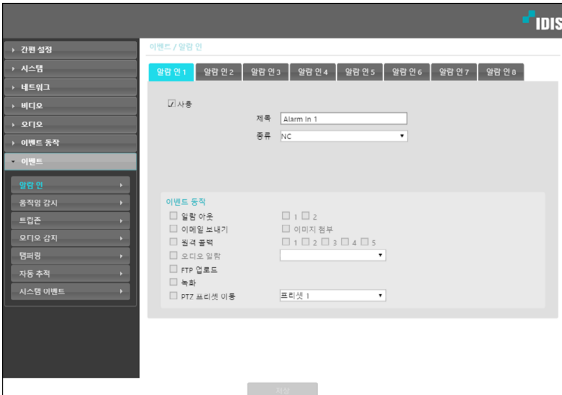 IDIS
간편 설정
시스템
네트워크
비디오
오디오
이벤트 동작
이벤트
알람 인
움직임 감시
트립존
오디오 감지
탬퍼링
자동 추적
시스템 이벤트
이벤트 / 알람 인
알람 인 1 알람 인 2 알람 인 3 알람 인 4 알람 인 5 알람 인 6 알람 인 7 알람 인 8
사용
제목 Alarm In 1
종류 NC
이벤트 동작
알람 아웃 1 2
이메일 보내기 이미지 첨부
원격 콜백 1 2 3 4 5
오디오 알람
FTP 업로드
녹화
PTZ 프리셋 이동 프리셋 1
저장